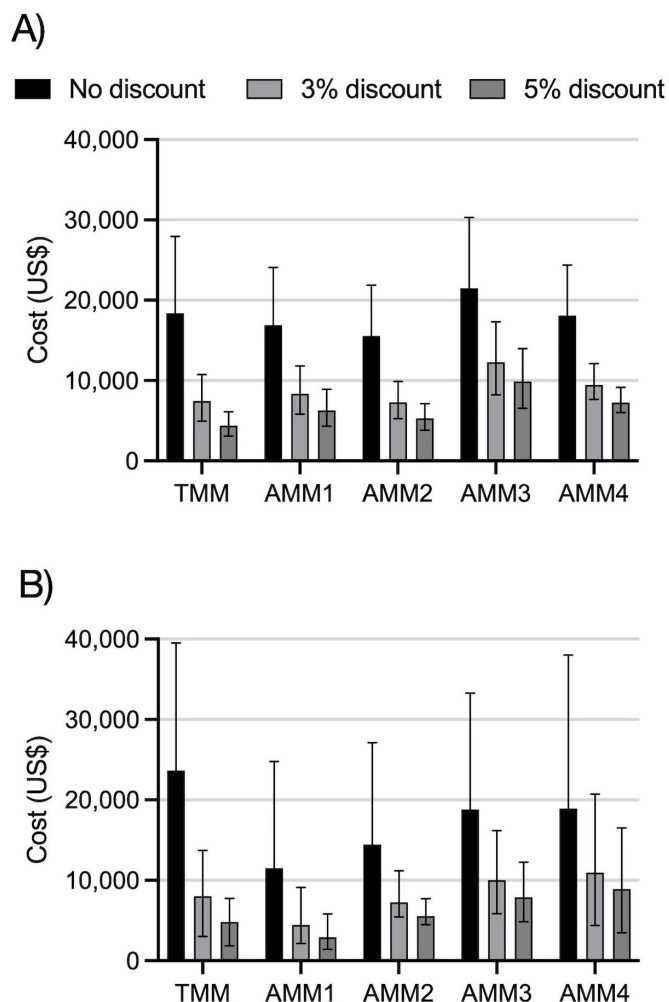 A)
No discount 3% discount 5% discount
40,000
30,000
20,000
10,000
0
Cost (US$)
TMM AMM1 AMM2 AMM3 AMM4
B)
40,000
30,000
20,000
10,000
0
Cost (US$)
TMM AMM1 AMM2 AMM3 AMM4